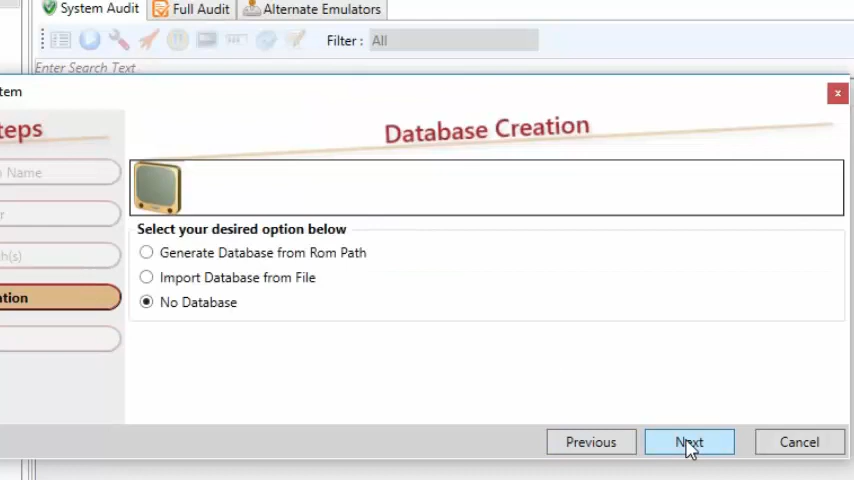 System Audit
Full Audit
Alternate Emulators
Filter :
All
Enter Search Text
tem
teps
Database Creation
n Name
r
h(s)
Select your desired option below
Generate Database from Rom Path
Import Database from File
ation
No Database
Previous
Next
Cancel